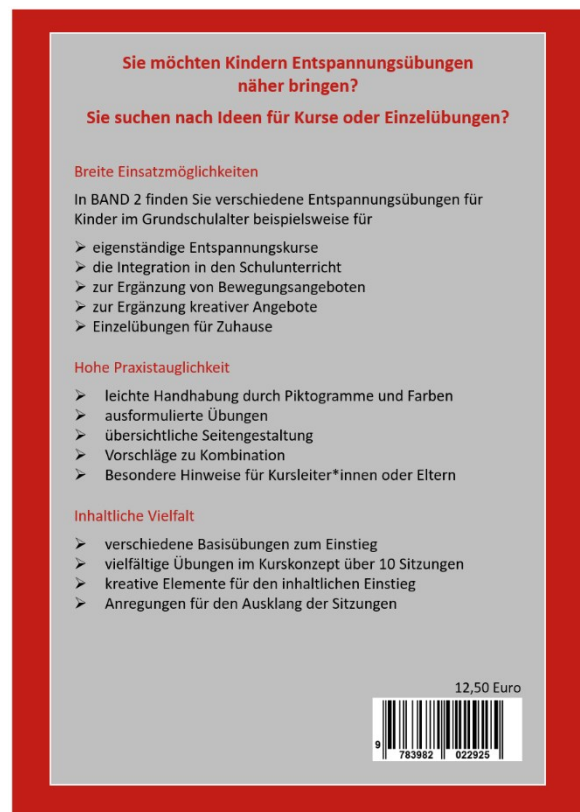 Sie möchten Kindern Entspannungsübungen
näher bringen?
Sie suchen nach Ideen für Kurse oder Einzelübungen?
Breite Einsatzmöglichkeiten
In BAND 2 finden Sie verschiedene Entspannungsübungen für
Kinder im Grundschulalter beispielsweise für
➢ eigenständige Entspannungskurse
➢ die Integration in den Schulunterricht
➢ zur Ergänzung von Bewegungsangeboten
➢ zur Ergänzung kreativer Angebote
➢ Einzelübungen für Zuhause
Hohe Praxistauglichkeit
➢ leichte Handhabung durch Piktogramme und Farben
➢ ausformulierte Übungen
➢ übersichtliche Seitengestaltung
➢ Vorschläge zu Kombination
➢ Besondere Hinweise für Kursleiter*innen oder Eltern
Inhaltliche Vielfalt
➢ verschiedene Basisübungen zum Einstieg
➢ vielfältige Übungen im Kurskonzept über 10 Sitzungen
➢ kreative Elemente für den inhaltlichen Einstieg
➢ Anregungen für den Ausklang der Sitzungen
12,50 Euro
9 783982 022925